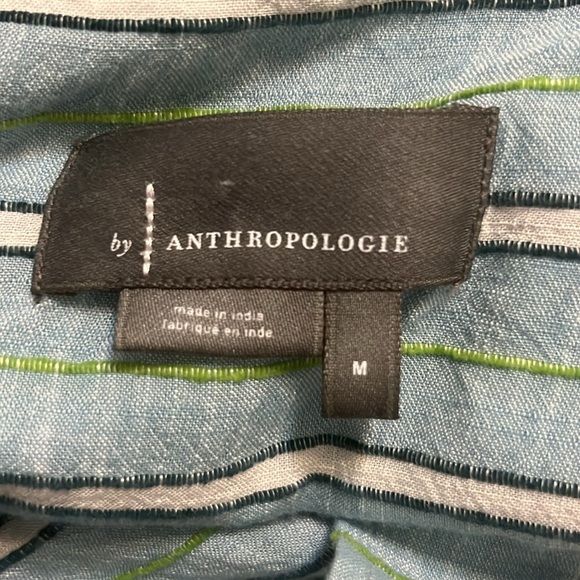 by ANTHROPOLOGIE
made in india
fabriqué en inde
M